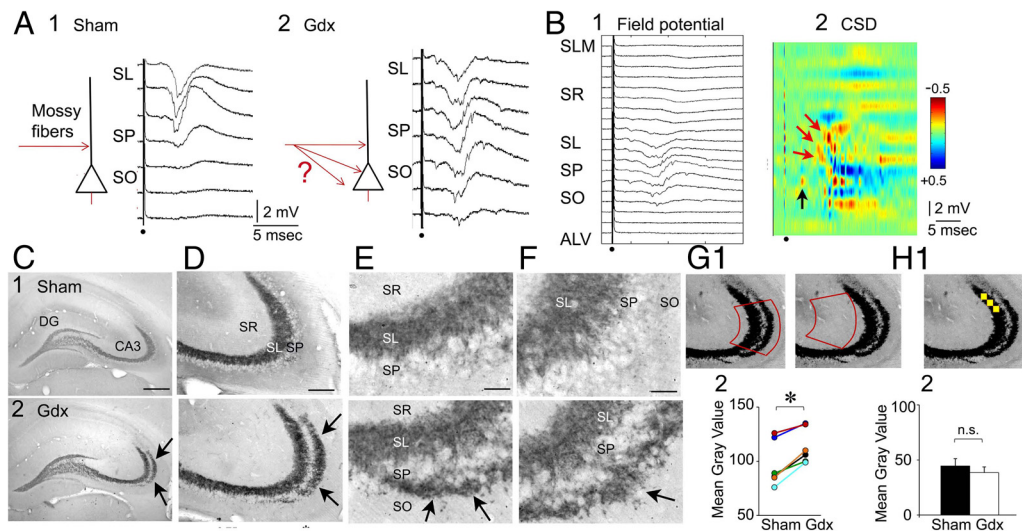 A 1 Sham 2 Gdx
SL
Mossy fibers
SP
SO
SL
SP
SO
?
2 mV
5 msec
B 1 Field potential 2 CSD
SLM
SR
SL
SP
SO
ALV
−0.5
+0.5
2 mV
5 msec
C D E F G1 H1
1 Sham
DG
CA3
SR
SL SP
SR
SL
SP
SL
SP
SO
2 Gdx
SR
SL
SP
SO
SL
SP
2
Mean Gray Value
150
100
50
*
Sham Gdx
2
Mean Gray Value
100
50
0
n.s.
Sham Gdx